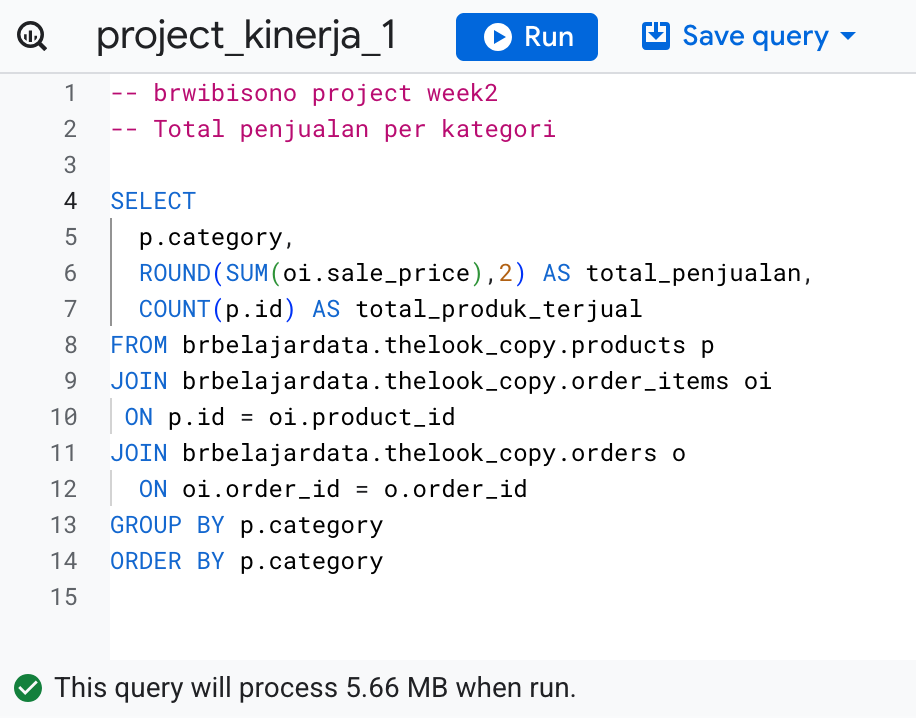 project_kinerja_1 Run Save query
1 -- brwibisono project week2
2 -- Total penjualan per kategori
3
4 SELECT
5 p.category,
6 ROUND(SUM(oi.sale_price),2) AS total_penjualan,
7 COUNT(p.id) AS total_produk_terjual
8 FROM brbelajardata.thelook_copy.products p
9 JOIN brbelajardata.thelook_copy.order_items oi
10 ON p.id = oi.product_id
11 JOIN brbelajardata.thelook_copy.orders o
12 ON oi.order_id = o.order_id
13 GROUP BY p.category
14 ORDER BY p.category
15
This query will process 5.66 MB when run.